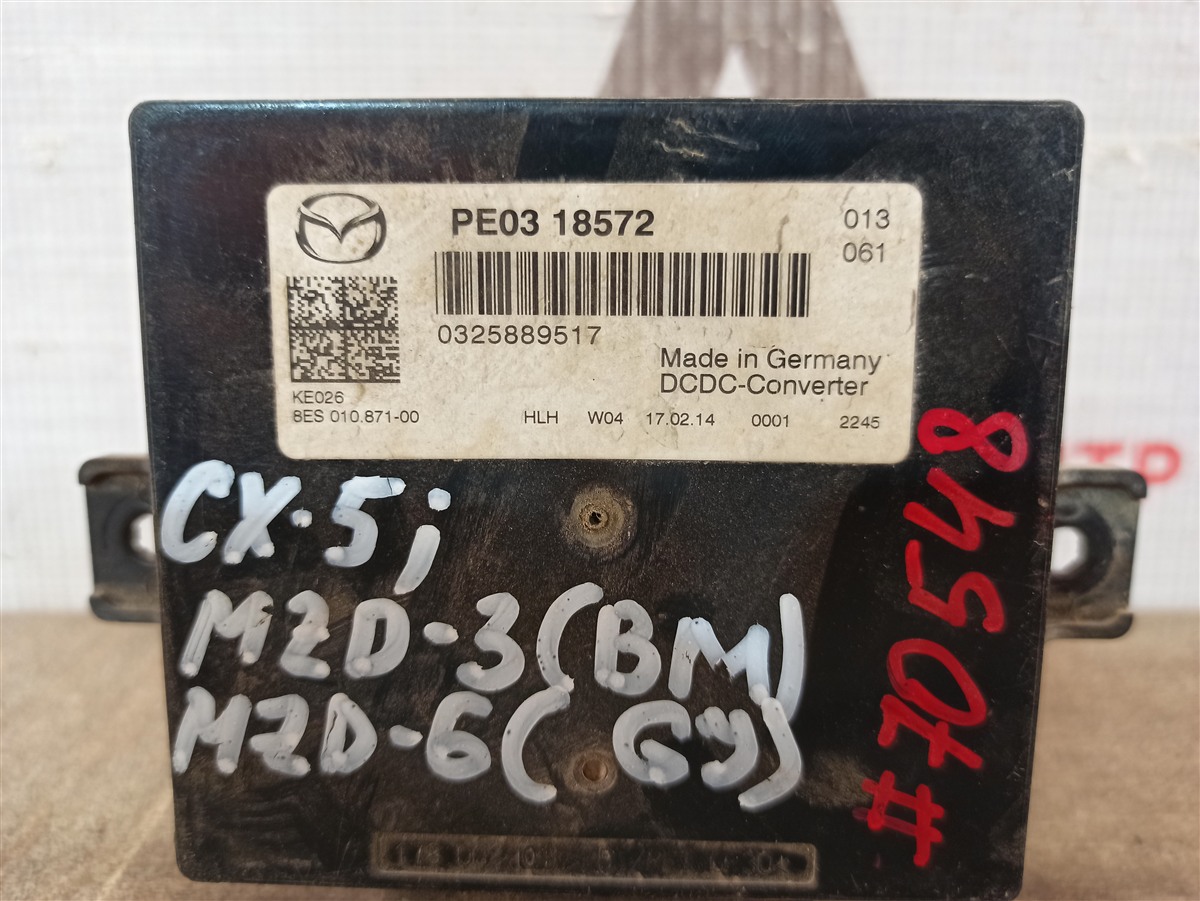 PE03 18572
013
061
0325889517
Made in Germany
DCDC-Converter
KE026
8ES 010.871-00 HLH W04 17.02.14 0001 2245
CX-5;
MZD-3(BM)
MZD-6(GJ)
#70548